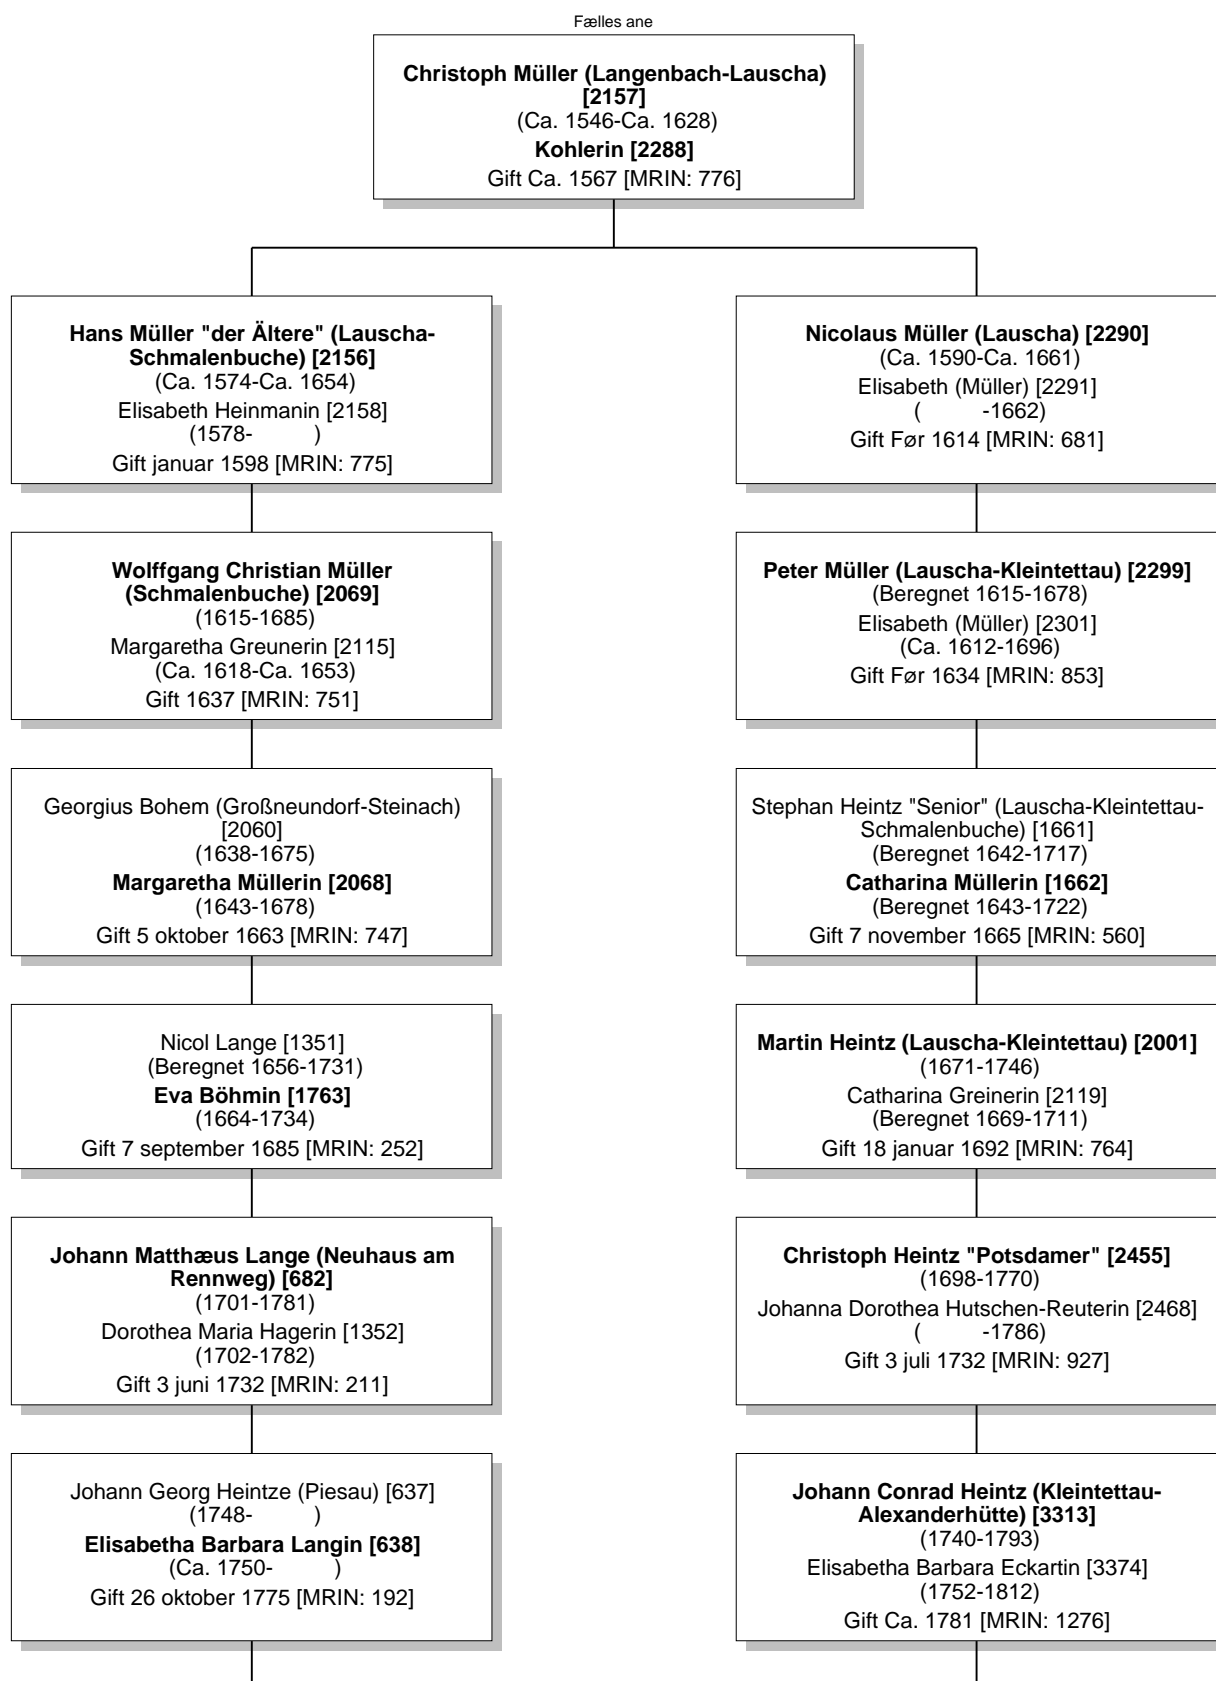 Fælles ane
Christoph Müller (Langenbach-Lauscha)
[2157]
(Ca. 1546-Ca. 1628)
Kohlerin [2288]
Gift Ca. 1567 [MRIN: 776]
Hans Müller "der Ältere" (Lauscha-
Schmalenbuche) [2156]
(Ca. 1574-Ca. 1654)
Elisabeth Heinmanin [2158]
(1578- )
Gift januar 1598 [MRIN: 775]
Nicolaus Müller (Lauscha) [2290]
(Ca. 1590-Ca. 1661)
Elisabeth (Müller) [2291]
( -1662)
Gift Før 1614 [MRIN: 681]
Wolffgang Christian Müller
(Schmalenbuche) [2069]
(1615-1685)
Margaretha Greunerin [2115]
(Ca. 1618-Ca. 1653)
Gift 1637 [MRIN: 751]
Peter Müller (Lauscha-Kleintettau) [2299]
(Beregnet 1615-1678)
Elisabeth (Müller) [2301]
(Ca. 1612-1696)
Gift Før 1634 [MRIN: 853]
Georgius Bohem (Großneundorf-Steinach)
[2060]
(1638-1675)
Margaretha Müllerin [2068]
(1643-1678)
Gift 5 oktober 1663 [MRIN: 747]
Stephan Heintz "Senior" (Lauscha-Kleintettau-
Schmalenbuche) [1661]
(Beregnet 1642-1717)
Catharina Müllerin [1662]
(Beregnet 1643-1722)
Gift 7 november 1665 [MRIN: 560]
Nicol Lange [1351]
(Beregnet 1656-1731)
Eva Böhmin [1763]
(1664-1734)
Gift 7 september 1685 [MRIN: 252]
Martin Heintz (Lauscha-Kleintettau) [2001]
(1671-1746)
Catharina Greinerin [2119]
(Beregnet 1669-1711)
Gift 18 januar 1692 [MRIN: 764]
Johann Matthæus Lange (Neuhaus am
Rennweg) [682]
(1701-1781)
Dorothea Maria Hagerin [1352]
(1702-1782)
Gift 3 juni 1732 [MRIN: 211]
Christoph Heintz "Potsdamer" [2455]
(1698-1770)
Johanna Dorothea Hutschen-Reuterin [2468]
( -1786)
Gift 3 juli 1732 [MRIN: 927]
Johann Georg Heintze (Piesau) [637]
(1748- )
Elisabetha Barbara Langin [638]
(Ca. 1750- )
Gift 26 oktober 1775 [MRIN: 192]
Johann Conrad Heintz (Kleintettau-
Alexanderhütte) [3313]
(1740-1793)
Elisabetha Barbara Eckartin [3374]
(1752-1812)
Gift Ca. 1781 [MRIN: 1276]